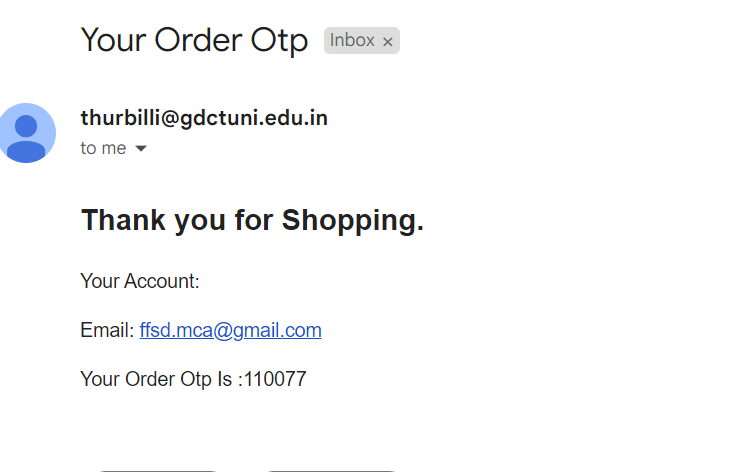 Your Order Otp Inbox ×
thurbilli@gdctuni.edu.in
to me
Thank you for Shopping.
Your Account:
Email: ffsd.mca@gmail.com
Your Order Otp Is :110077